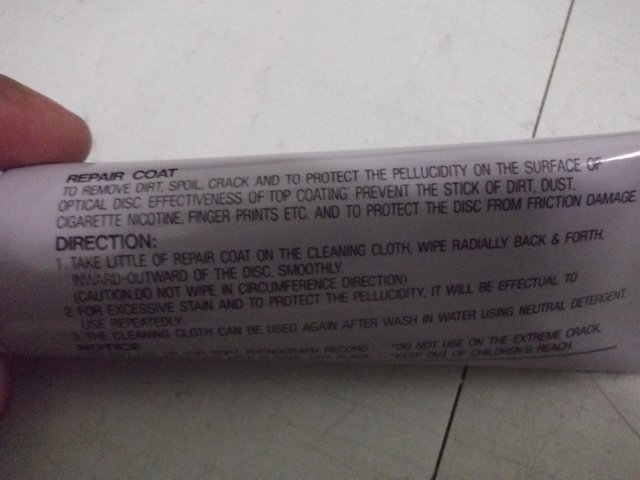 REPAIR COAT
TO REMOVE DIRT, SPOIL, CRACK AND TO PROTECT THE PELLUCIDITY ON THE SURFACE OF
OPTICAL DISC. EFFECTIVENESS OF TOP COATING' PREVENT THE STICK OF DIRT, DUST,
CIGARETTE NICOTINE, FINGER PRINTS ETC. AND TO PROTECT THE DISC FROM FRICTION DAMAGE
DIRECTION:
1. TAKE LITTLE OF REPAIR COAT ON THE CLEANING CLOTH, WIPE RADIALLY BACK & FORTH,
INWARD-OUTWARD OF THE DISC, SMOOTHLY.
(CAUTION:DO NOT WIPE IN CIRCUMFERENCE DIRECTION)
2. FOR EXCESSIVE STAIN AND TO PROTECT THE PELLUCIDITY, IT WILL BE EFFECTUAL TO
USE REPEATEDLY.
3. THE CLEANING CLOTH CAN BE USED AGAIN AFTER WASH IN WATER USING NEUTRAL DETERGENT.
NOTICE
SOFT, PHONOGRAPH RECORD *DO NOT USE ON THE EXTREME CRACK.
*KEEP OUT OF CHILDREN'S REACH.